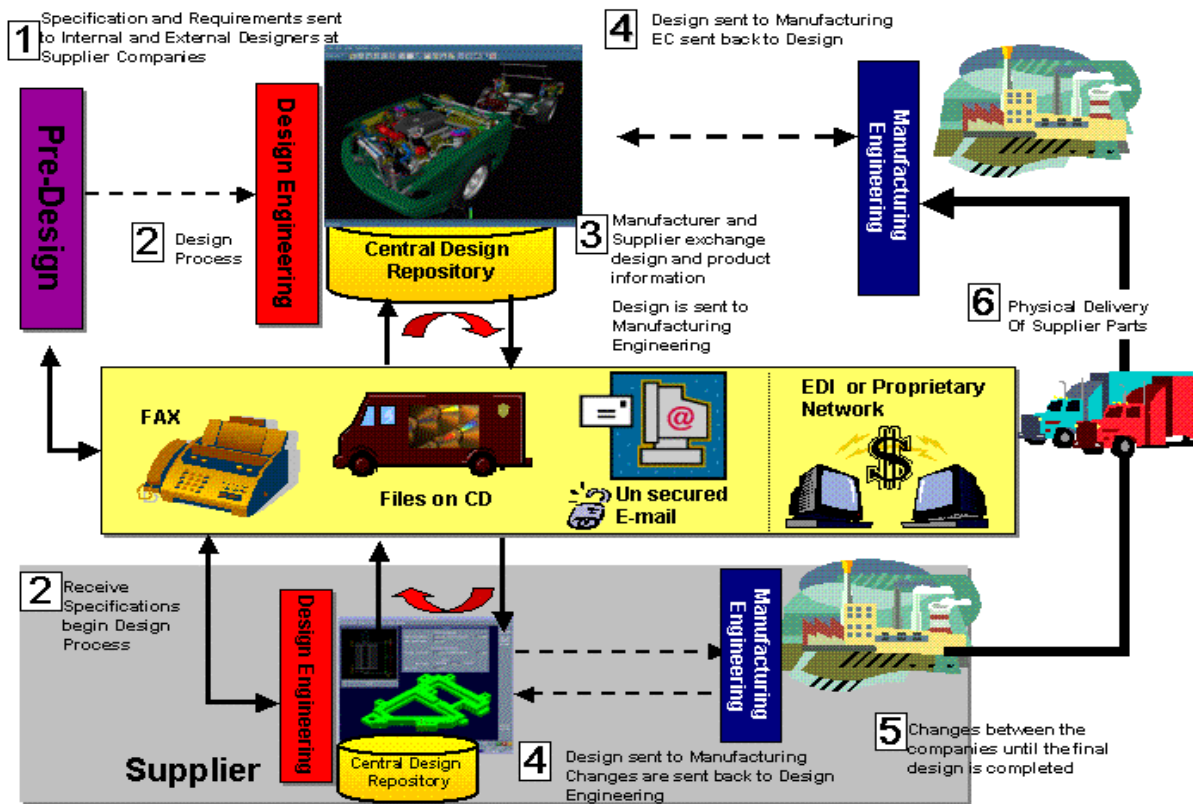 1
Specification and Requirements sent
to Internal and External Designers at
Supplier Companies
4
Design sent to Manufacturing
EC sent back to Design
Pre-Design
Design Engineering
Manufacturing
Engineering
2
Design
Process
Central Design
Repository
3
Manufacturer and
Supplier exchange
design and product
information
Design is sent to
Manufacturing
Engineering
6
Physical Delivery
Of Supplier Parts
FAX
Files on CD
@
Un secured
E-mail
EDI or Proprietary
Network
$
2
Receive
Specifications
begin Design
Process
Design Engineering
Manufacturing
Engineering
Central Design
Repository
Supplier
4
Design sent to Manufacturing
Changes are sent back to Design
Engineering
5
Changes between the
companies until the final
design is completed